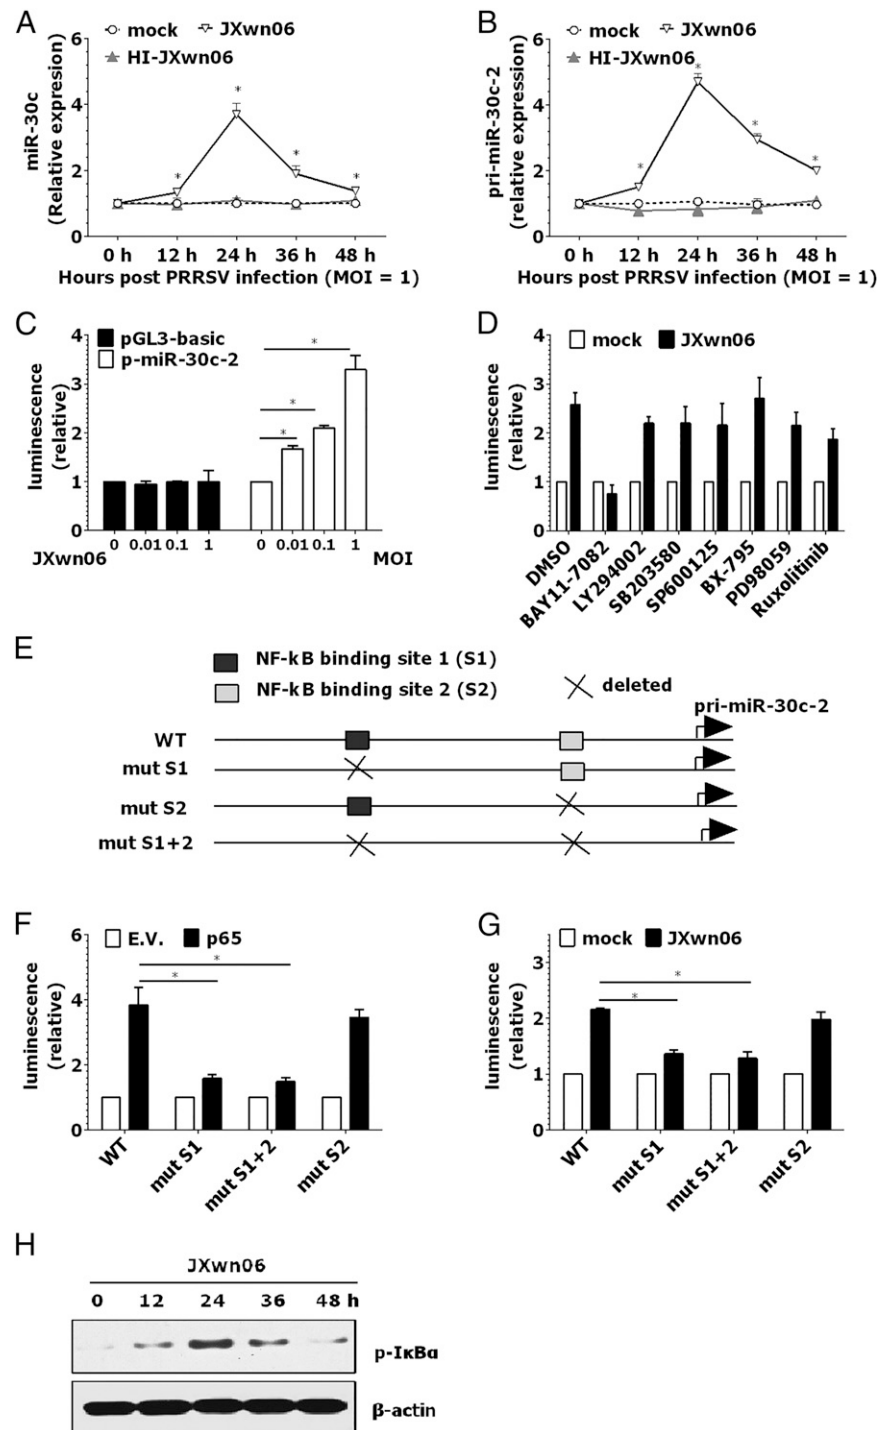 A
mock JXwn06
HI-JXwn06
miR-30c
(Relative expression)
6
4
2
0
*
*
*
*
0 h 12 h 24 h 36 h 48 h
Hours post PRRSV infection (MOI = 1)
B
mock JXwn06
HI-JXwn06
pri-miR-30c-2
(relative expression)
6
4
2
0
*
*
*
*
0 h 12 h 24 h 36 h 48 h
Hours post PRRSV infection (MOI = 1)
C
pGL3-basic
p-miR-30c-2
luminescence
(relative)
4
3
2
1
0
*
*
*
0 0.01 0.1 1 0 0.01 0.1 1
JXwn06 MOI
D
mock JXwn06
luminescence
(relative)
4
3
2
1
0
DMSO
BAY11-7082
LY294002
SB203580
SP600125
BX-795
PD98059
Ruxolitinib
E
NF-kB binding site 1 (S1)
NF-kB binding site 2 (S2)
deleted
pri-miR-30c-2
WT
mut S1
mut S2
mut S1+2
F
E.V. p65
luminescence
(relative)
6
4
2
0
*
*
WT
mut S1
mut S1+2
mut S2
G
mock JXwn06
luminescence
(relative)
3
2
1
0
*
*
WT
mut S1
mut S1+2
mut S2
H
JXwn06
0 12 24 36 48 h
p-IκBα
β-actin